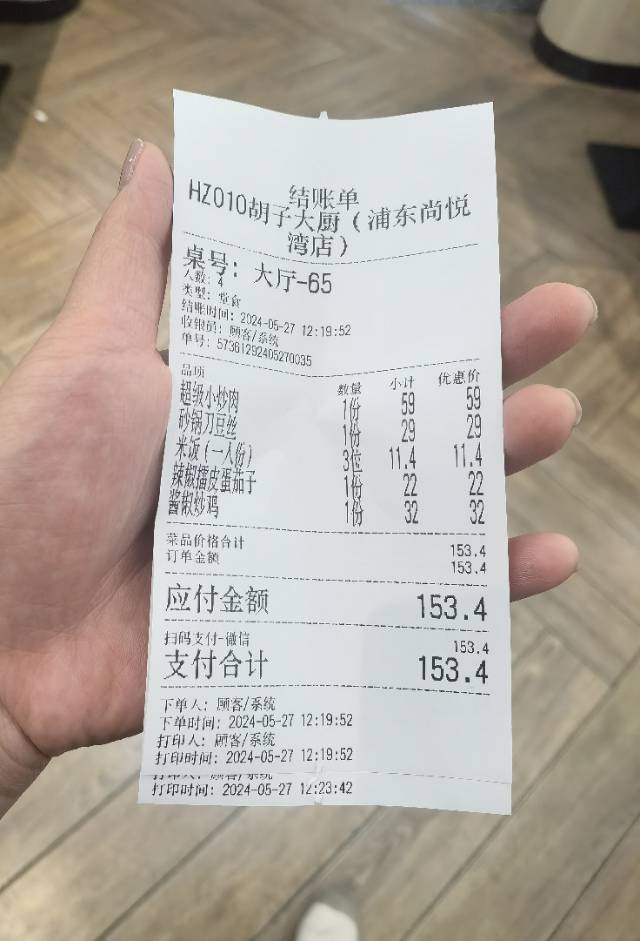 结账单
HZ010胡子大厨（浦东尚悦
湾店）
桌号：大厅-65
人数：4
类型：堂食
结账时间：2024-05-27 12:19:52
收银员：顾客/系统
单号：57361292405270035
品项 数量 小计 优惠价
超级小炒肉 1份 59 59
砂锅刀豆丝 1份 29 29
米饭（一人份） 3位 11.4 11.4
辣椒擂皮蛋茄子 1份 22 22
酱椒炒鸡 1份 32 32
菜品价格合计 153.4
订单金额 153.4
应付金额 153.4
扫码支付-微信 153.4
支付合计 153.4
下单人：顾客/系统
下单时间：2024-05-27 12:19:52
打印人：顾客/系统
打印时间：2024-05-27 12:19:52
打印人：顾客/系统
打印时间：2024-05-27 12:23:42